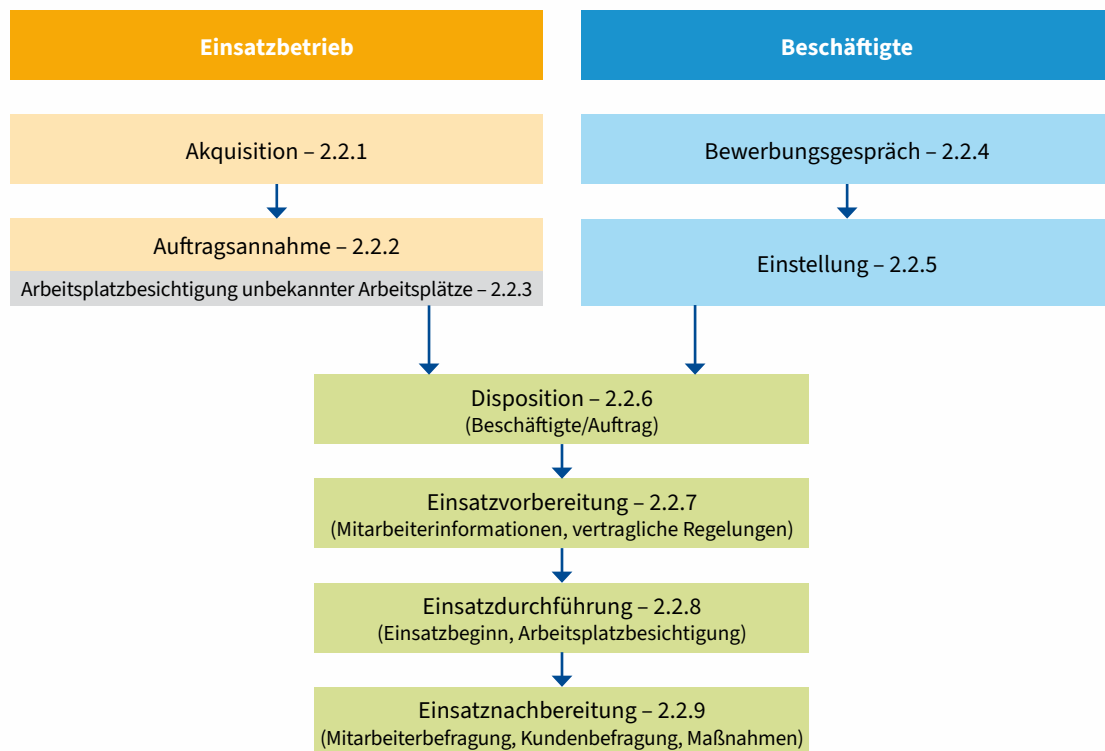 Einsatzbetrieb
Beschäftigte
Akquisition – 2.2.1
Bewerbungsgespräch – 2.2.4
Auftragsannahme – 2.2.2
Arbeitsplatzbesichtigung unbekannter Arbeitsplätze – 2.2.3
Einstellung – 2.2.5
Disposition – 2.2.6
(Beschäftigte/Auftrag)
Einsatzvorbereitung – 2.2.7
(Mitarbeiterinformationen, vertragliche Regelungen)
Einsatzdurchführung – 2.2.8
(Einsatzbeginn, Arbeitsplatzbesichtigung)
Einsatznachbereitung – 2.2.9
(Mitarbeiterbefragung, Kundenbefragung, Maßnahmen)